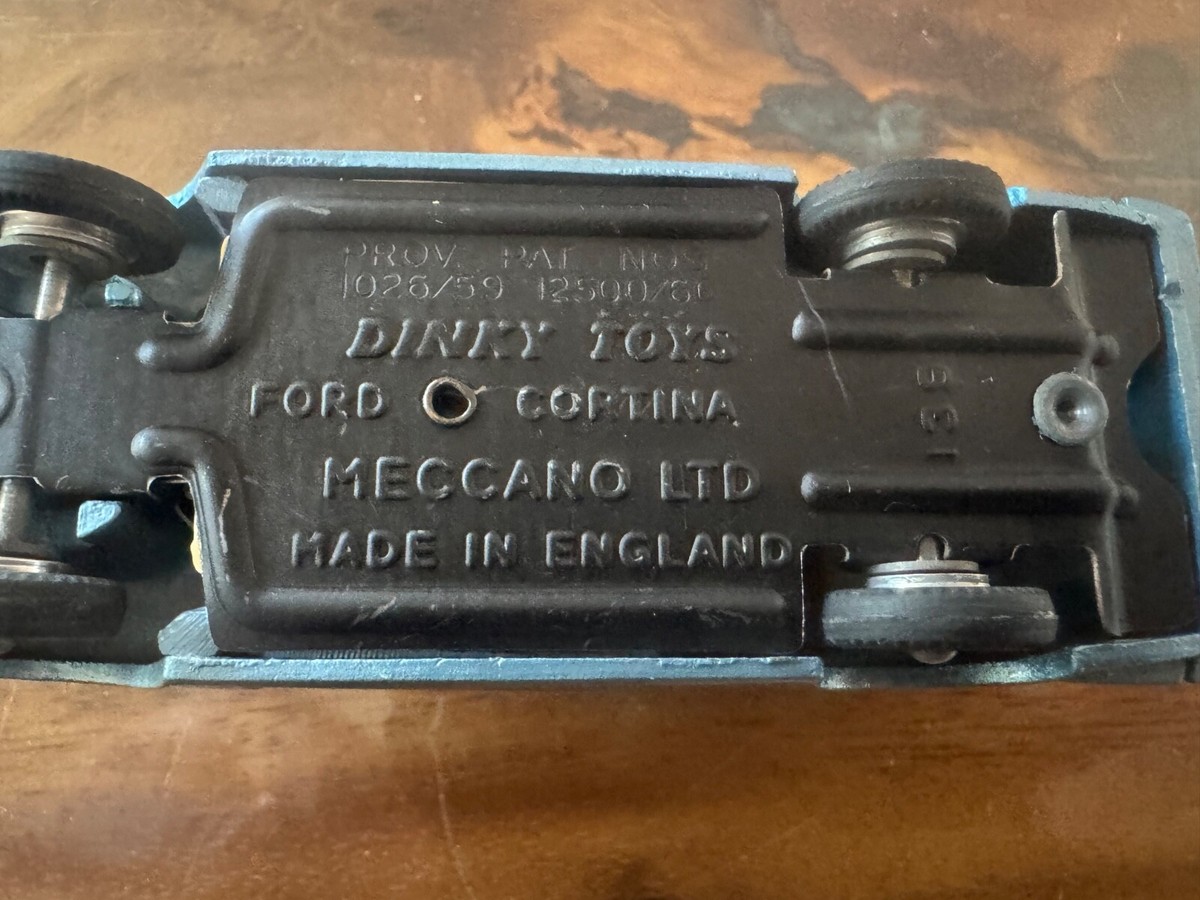 PROV. PAT. NOS
1026/59 12500/60
DINKY TOYS
FORD CORTINA
MECCANO LTD
MADE IN ENGLAND
139